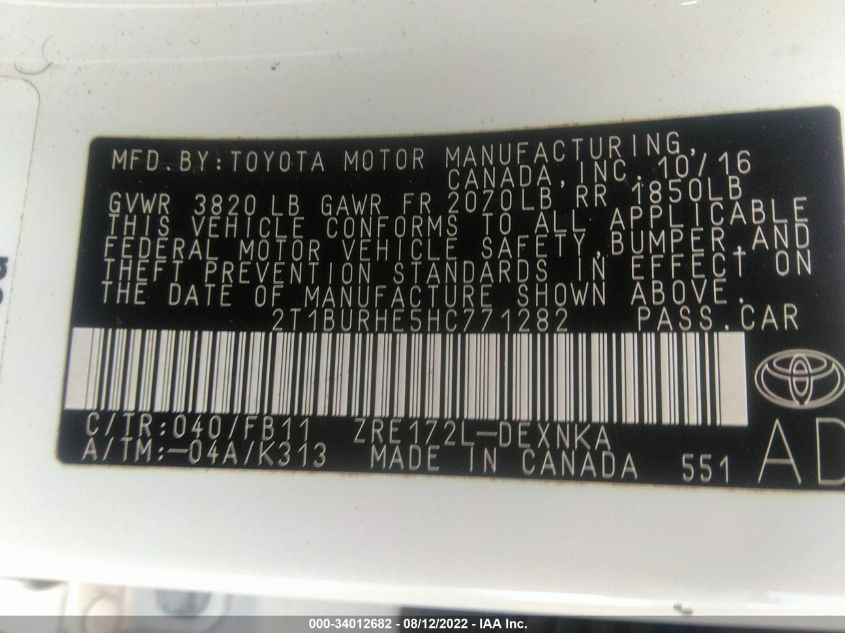 MFD.BY:TOYOTA MOTOR MANUFACTURING,
CANADA,INC. 10/16
GVWR 3820 LB GAWR FR 2070LB RR 1850LB
THIS VEHICLE CONFORMS TO ALL APPLICABLE
FEDERAL MOTOR VEHICLE SAFETY,BUMPER,AND
THEFT PREVENTION STANDARDS IN EFFECT ON
THE DATE OF MANUFACTURE SHOWN ABOVE.
2T1BURHE5HC771282 PASS.CAR
C/TR:040/FB11 ZRE172L-DEXNKA
A/TM:-04A/K313 MADE IN CANADA 551
AD
000-34012682 - 08/12/2022 - IAA Inc.